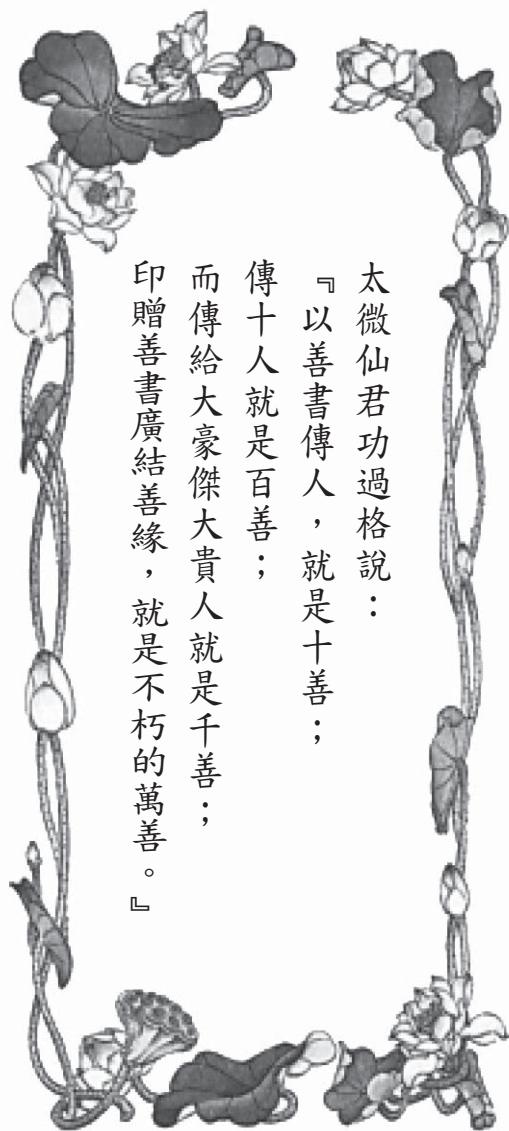 太微仙君功過格說：
『以善書傳人，就是十善；
傳十人就是百善；
而傳給大豪傑大貴人就是千善；
印贈善書廣結善緣，就是不朽的萬善。』